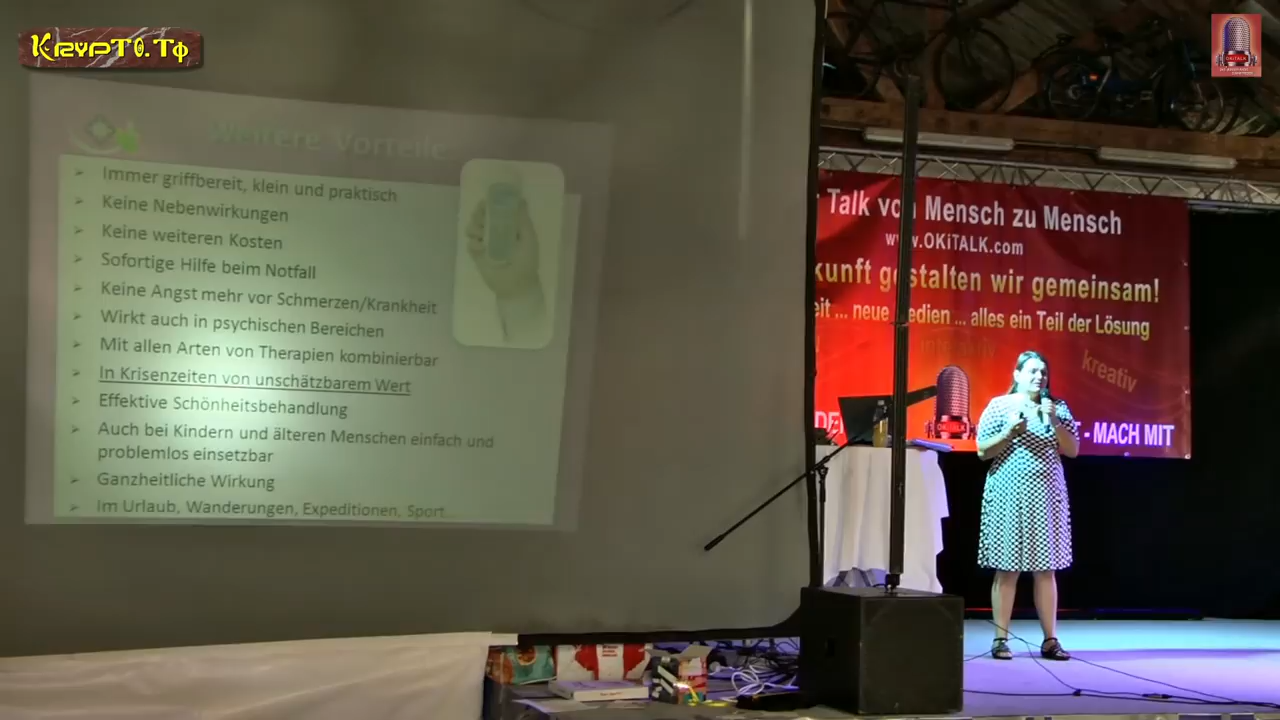 KrypT0.Tφ
OKiTALK
Weitere Vorteile
➢ Immer griffbereit, klein und praktisch
➢ Keine Nebenwirkungen
➢ Keine weiteren Kosten
➢ Sofortige Hilfe beim Notfall
➢ Keine Angst mehr vor Schmerzen/Krankheit
➢ Wirkt auch in psychischen Bereichen
➢ Mit allen Arten von Therapien kombinierbar
➢ In Krisenzeiten von unschätzbarem Wert
➢ Effektive Schönheitsbehandlung
➢ Auch bei Kindern und älteren Menschen einfach und
problemlos einsetzbar
➢ Ganzheitliche Wirkung
➢ Im Urlaub, Wanderungen, Expeditionen, Sport...
- Talk von Mensch zu Mensch
www.OKiTALK.com
kunft gestalten wir gemeinsam!
eit ... neue Medien ... alles ein Teil der Lösung
interaktiv
kreativ
OKiTALK
- MACH MIT